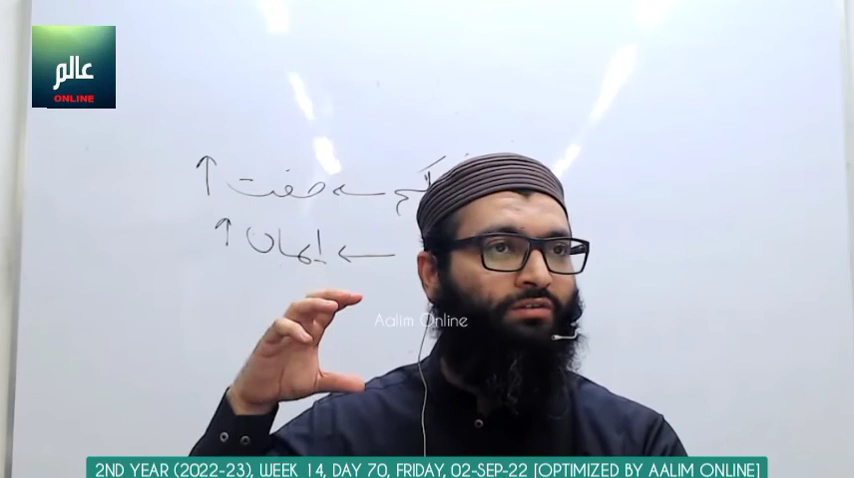 عالم
ONLINE
صفت ↑
← ایمان ↑
Aalim Online
2ND YEAR (2022-23), WEEK 14, DAY 70, FRIDAY, 02-SEP-22 [OPTIMIZED BY AALIM ONLINE]